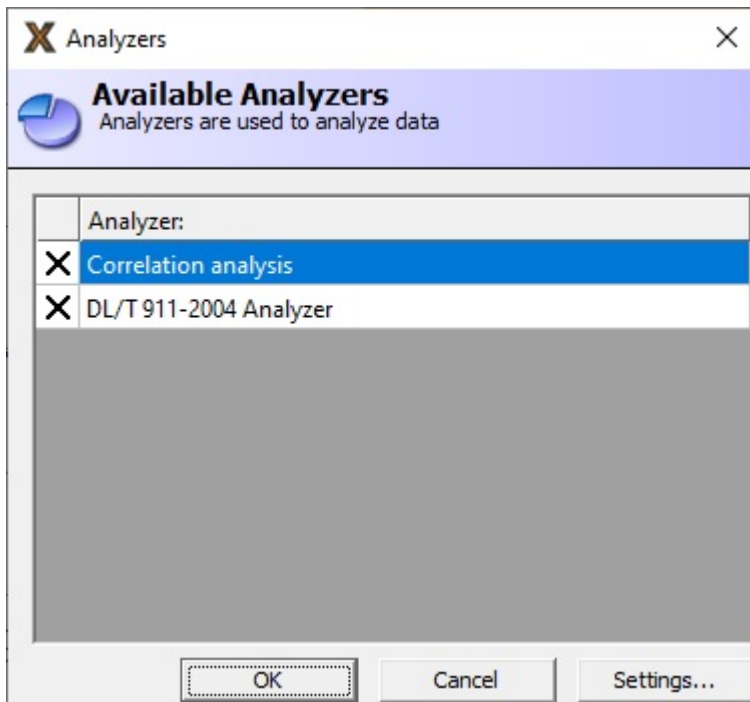 Analyzers
Available Analyzers
Analyzers are used to analyze data
Analyzer:
Correlation analysis
DL/T 911-2004 Analyzer
OK
Cancel
Settings...